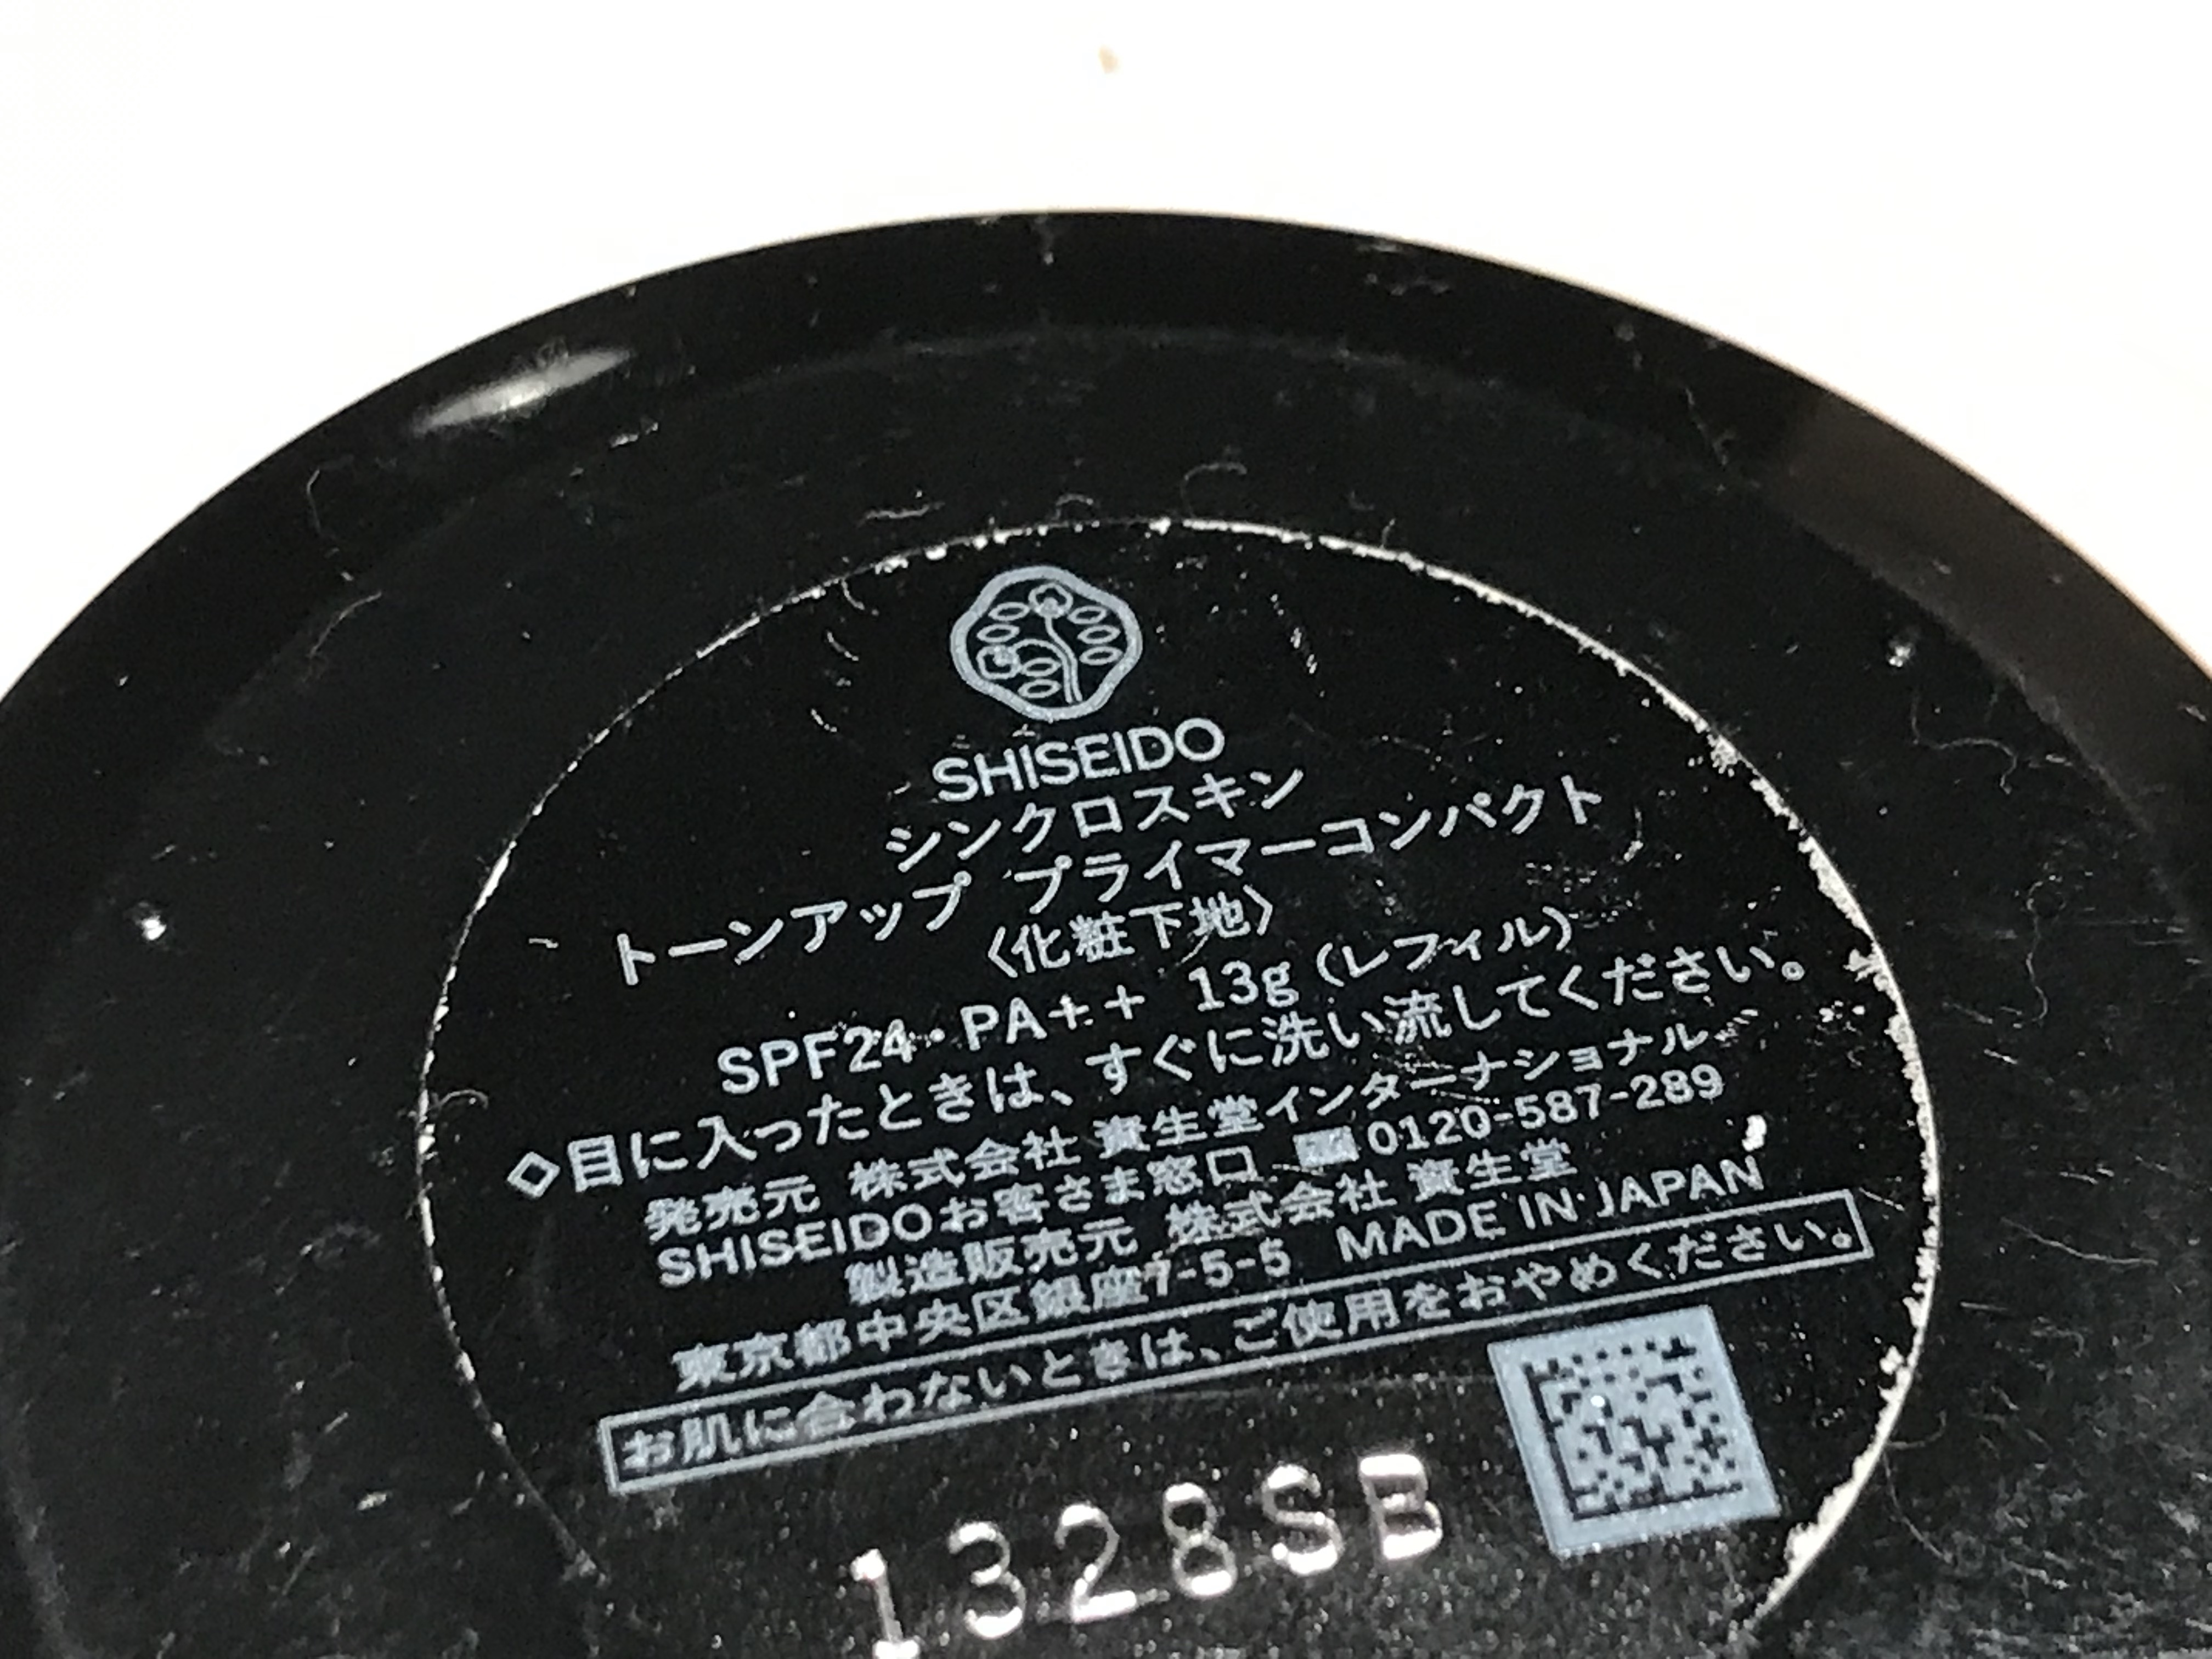 SHISEIDO
シンクロスキン
トーンアップ プライマーコンパクト
〈化粧下地〉
SPF24・PA++ 13g（レフィル）
◇目に入ったときは、すぐに洗い流してください。
発売元 株式会社 資生堂インターナショナル
SHISEIDOお客さま窓口 0120-587-289
製造販売元 株式会社 資生堂
東京都中央区銀座7-5-5 MADE IN JAPAN
お肌に合わないときは、ご使用をおやめください。
1328SB